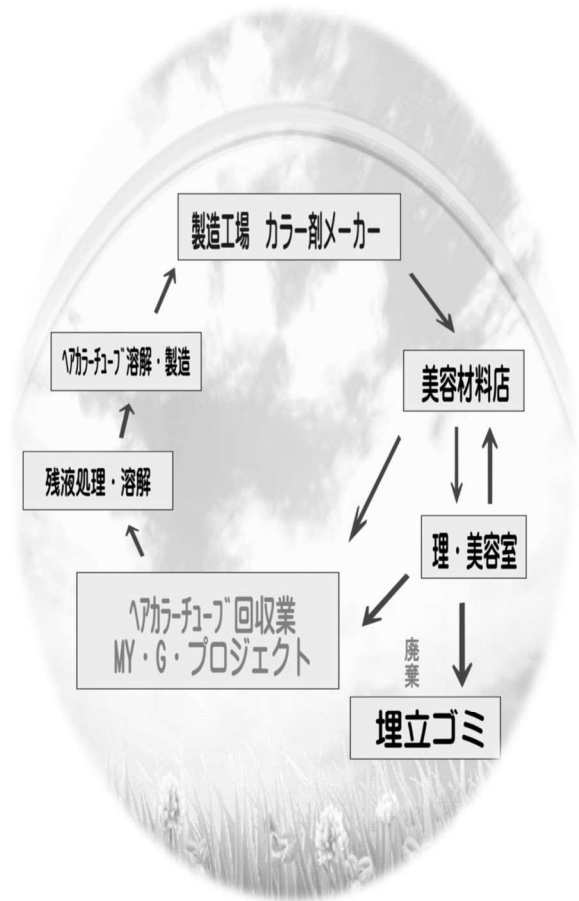 製造工場 カラー剤メーカー
美容材料店
ﾍｱｶﾗｰﾁｭｰﾌﾞ溶解・製造
残液処理・溶解
理・美容室
ﾍｱｶﾗｰﾁｭｰﾌﾞ回収業
MY・G・プロジェクト
廃棄
埋立ゴミ